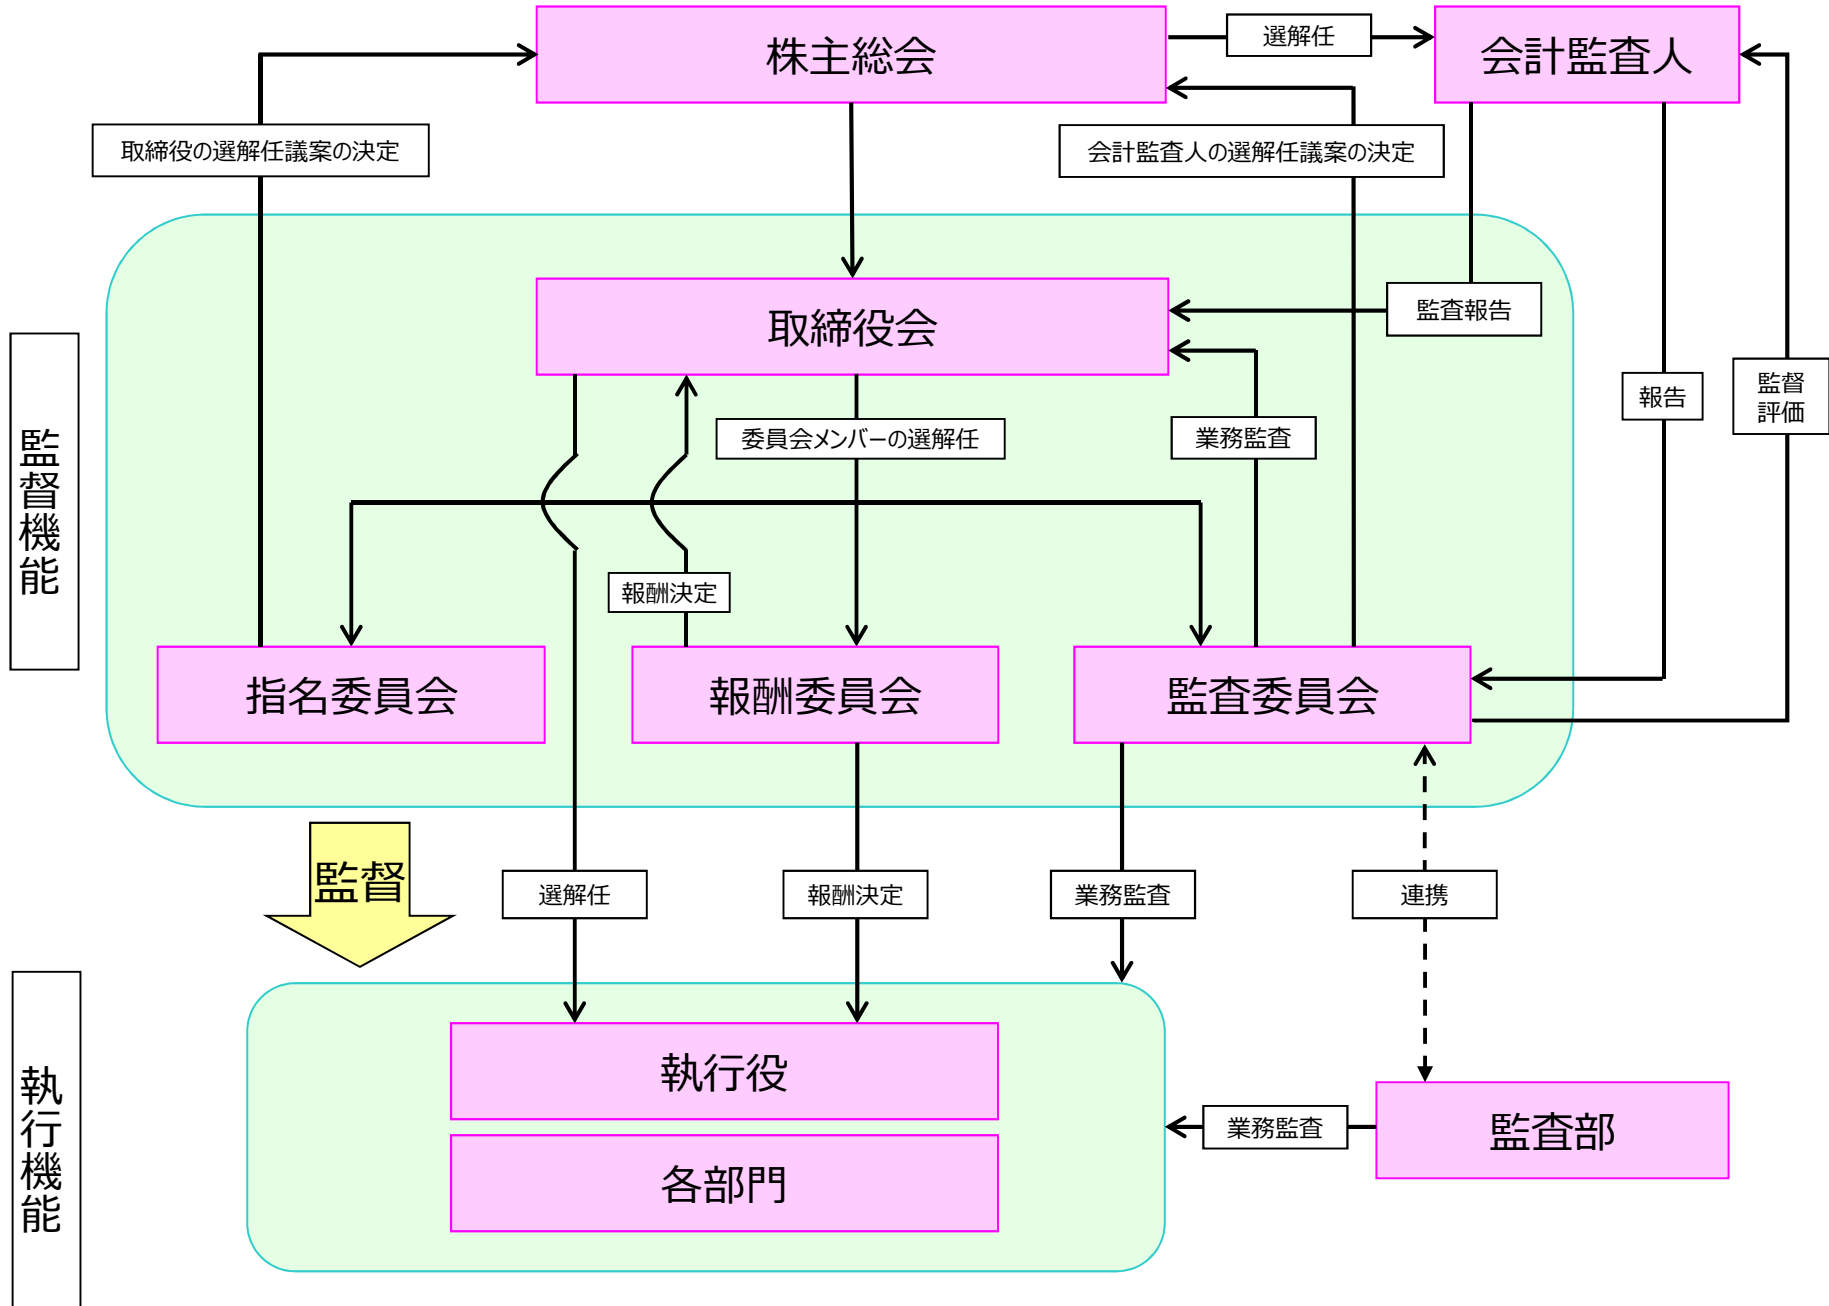 株主総会
選解任
会計監査人
取締役の選解任議案の決定
会計監査人の選解任議案の決定
取締役会
監査報告
監督機能
報告
監督
評価
委員会メンバーの選解任
業務監査
報酬決定
指名委員会
報酬委員会
監査委員会
監督
選解任
報酬決定
業務監査
連携
執行機能
執行役
業務監査
監査部
各部門